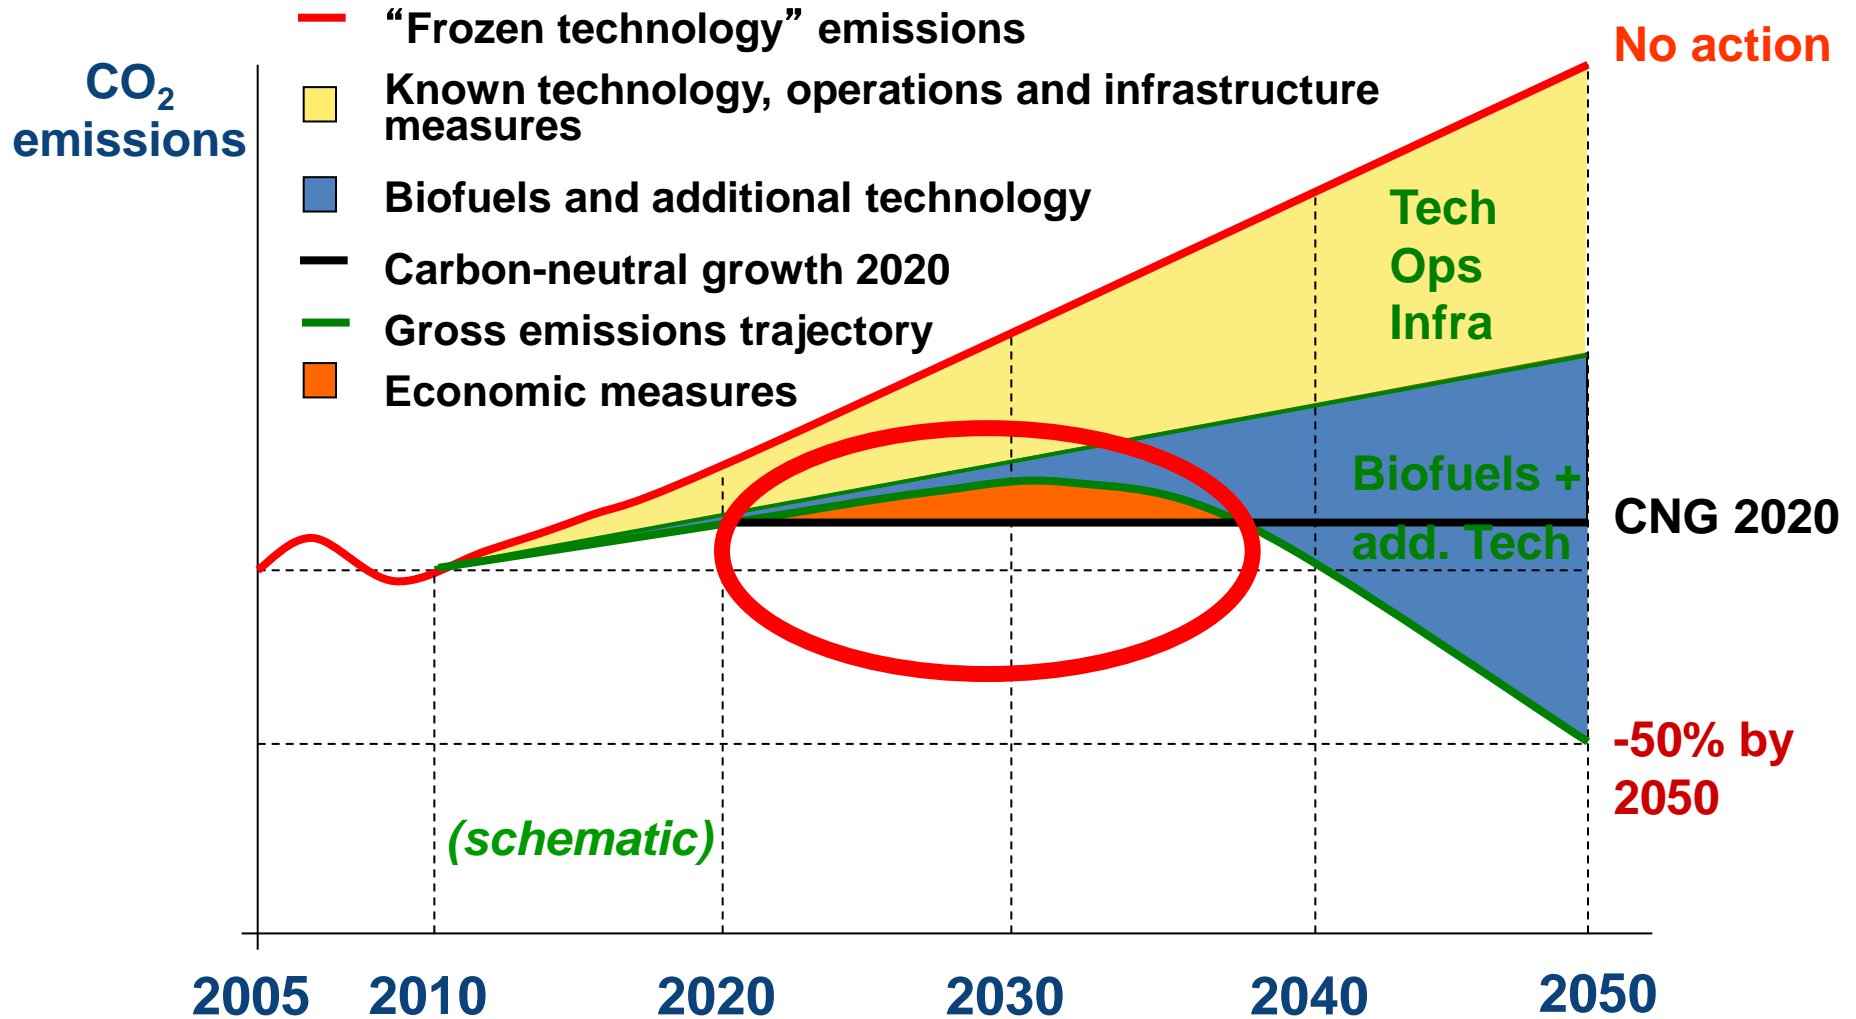 CO₂
emissions
“Frozen technology” emissions
Known technology, operations and infrastructure
measures
Biofuels and additional technology
Carbon-neutral growth 2020
Gross emissions trajectory
Economic measures
No action
Tech
Ops
Infra
Biofuels +
add. Tech
CNG 2020
-50% by
2050
(schematic)
2005 2010 2020 2030 2040 2050